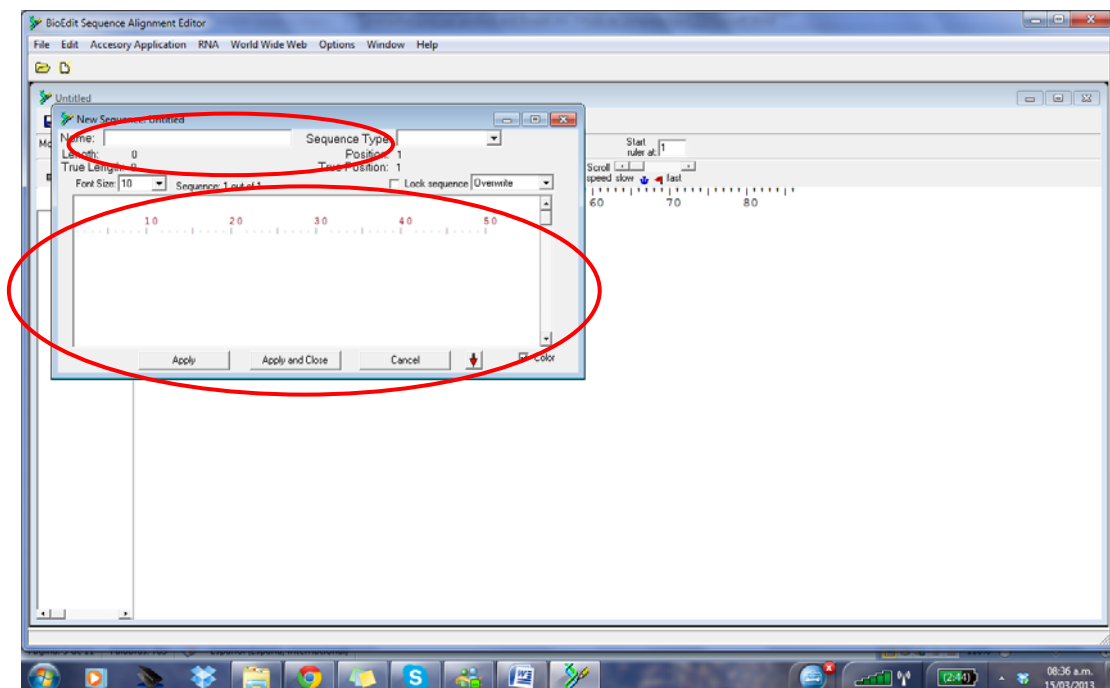 BioEdit Sequence Alignment Editor
File Edit Accesory Application RNA World Wide Web Options Window Help
Untitled
New Sequence: Untitled
Name: Sequence Type:
Length: 0 Position: 1
True Length: 0 True Position: 1
Font Size: 10 Sequence: 1 out of 1 Lock sequence Overwrite
10 20 30 40 50
Apply Apply and Close Cancel Color
Start
ruler at: 1
Scroll
speed slow fast
60 70 80
(2:44)
08:36 a.m.
15/03/2013